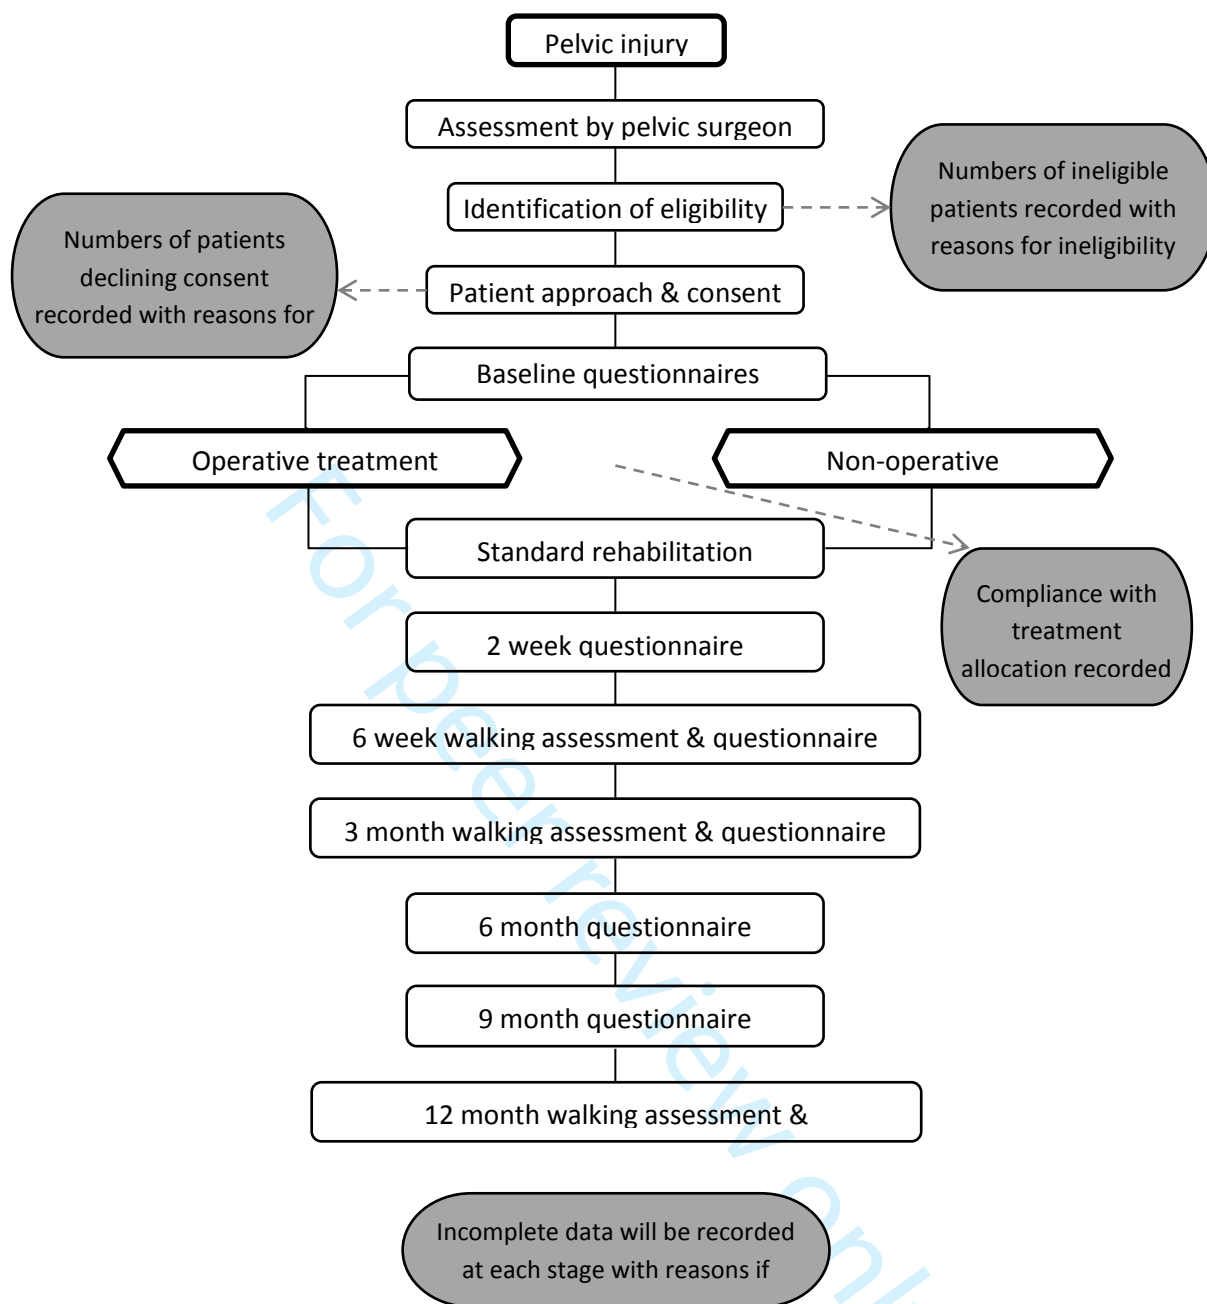 Pelvic injury
Assessment by pelvic surgeon
Numbers of ineligible
patients recorded with
reasons for ineligibility
Identification of eligibility
Numbers of patients
declining consent
recorded with reasons for
Patient approach & consent
Baseline questionnaires
Operative treatment
Non-operative
Standard rehabilitation
Compliance with
treatment
allocation recorded
2 week questionnaire
6 week walking assessment & questionnaire
3 month walking assessment & questionnaire
6 month questionnaire
9 month questionnaire
12 month walking assessment &
Incomplete data will be recorded
at each stage with reasons if
For peer review onl